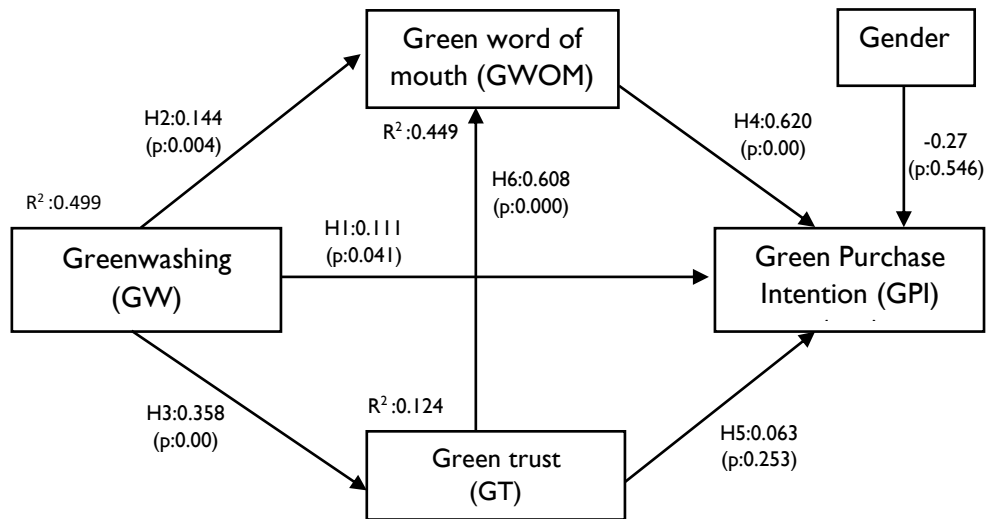 Green word of
mouth (GWOM)
Gender
H2:0.144
(p:0.004)
R² :0.449
H4:0.620
(p:0.00)
-0.27
(p:0.546)
H6:0.608
(p:0.000)
R² :0.499
H1:0.111
(p:0.041)
Greenwashing
(GW)
Green Purchase
Intention (GPI)
H3:0.358
(p:0.00)
R² :0.124
H5:0.063
(p:0.253)
Green trust
(GT)